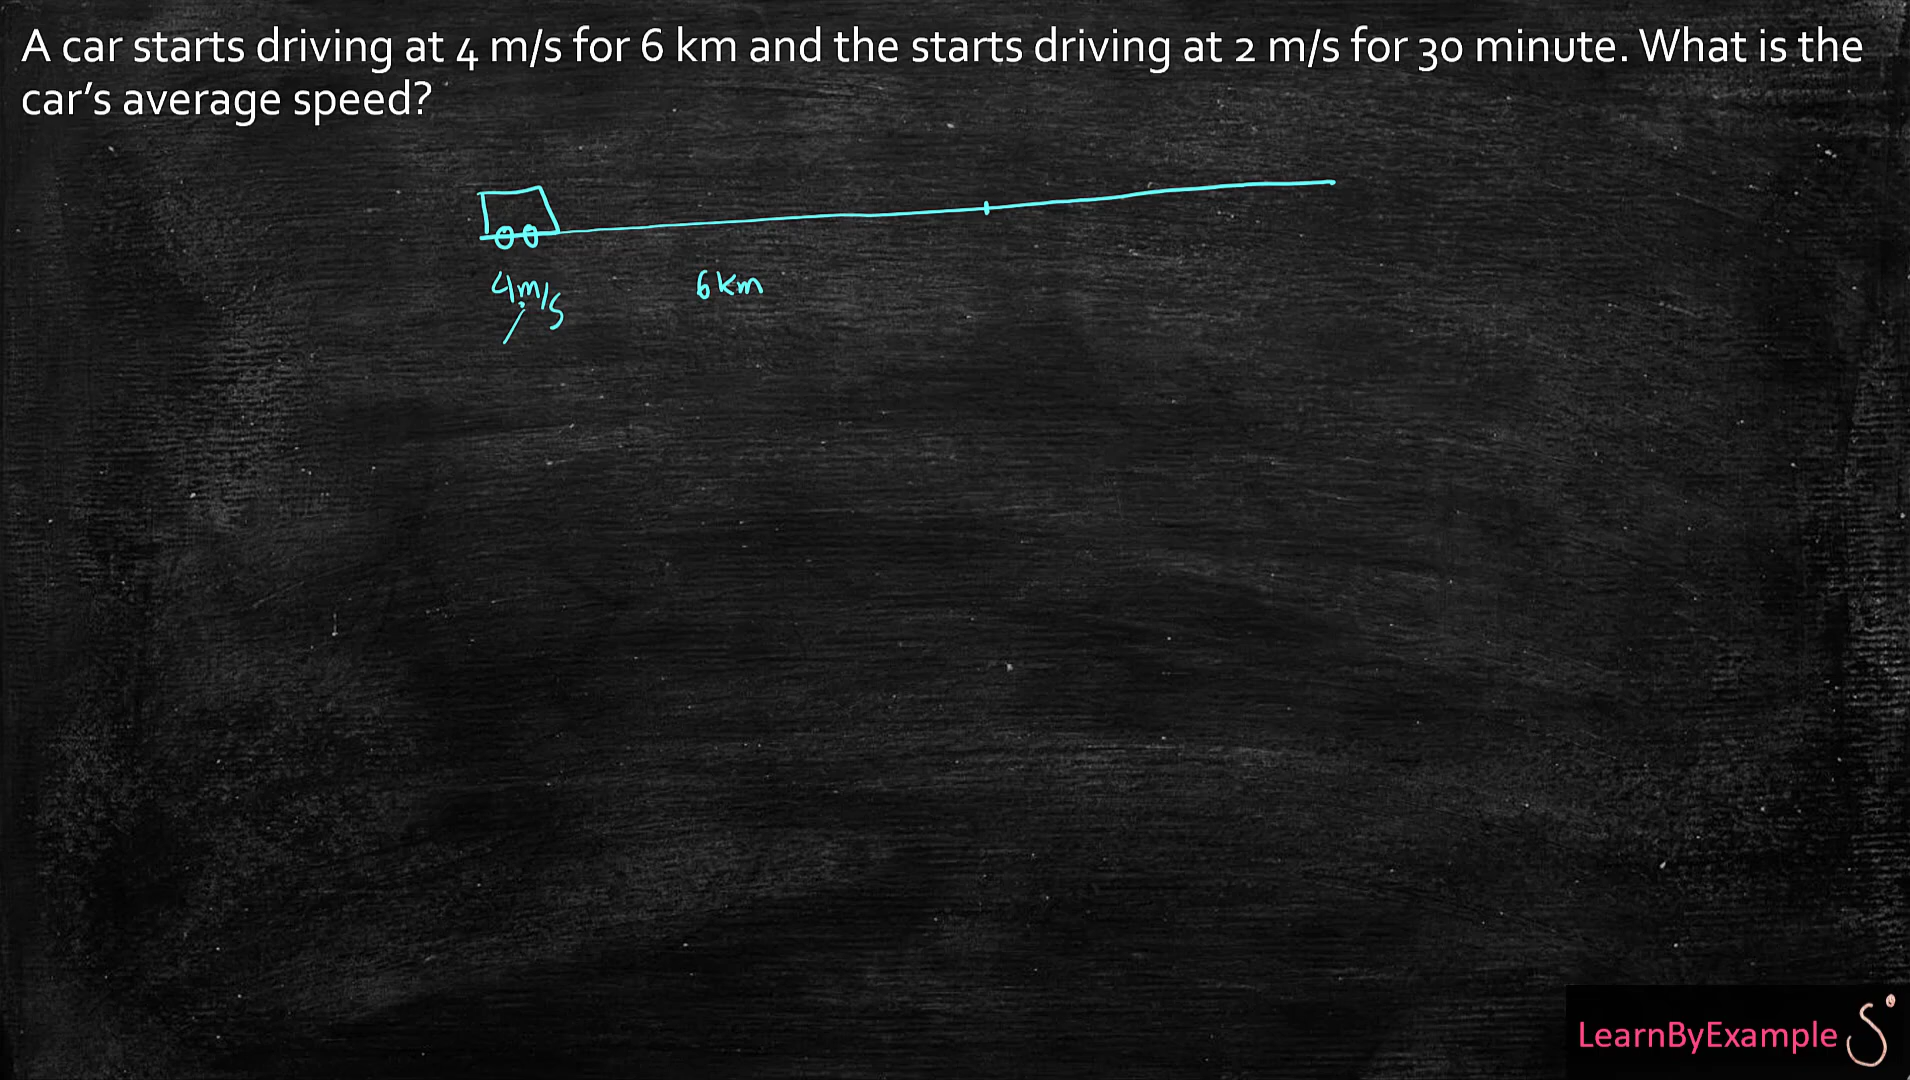 A car starts driving at 4 m/s for 6 km and the starts driving at 2 m/s for 30 minute. What is the
car's average speed?
4m/s
6km
LearnByExample